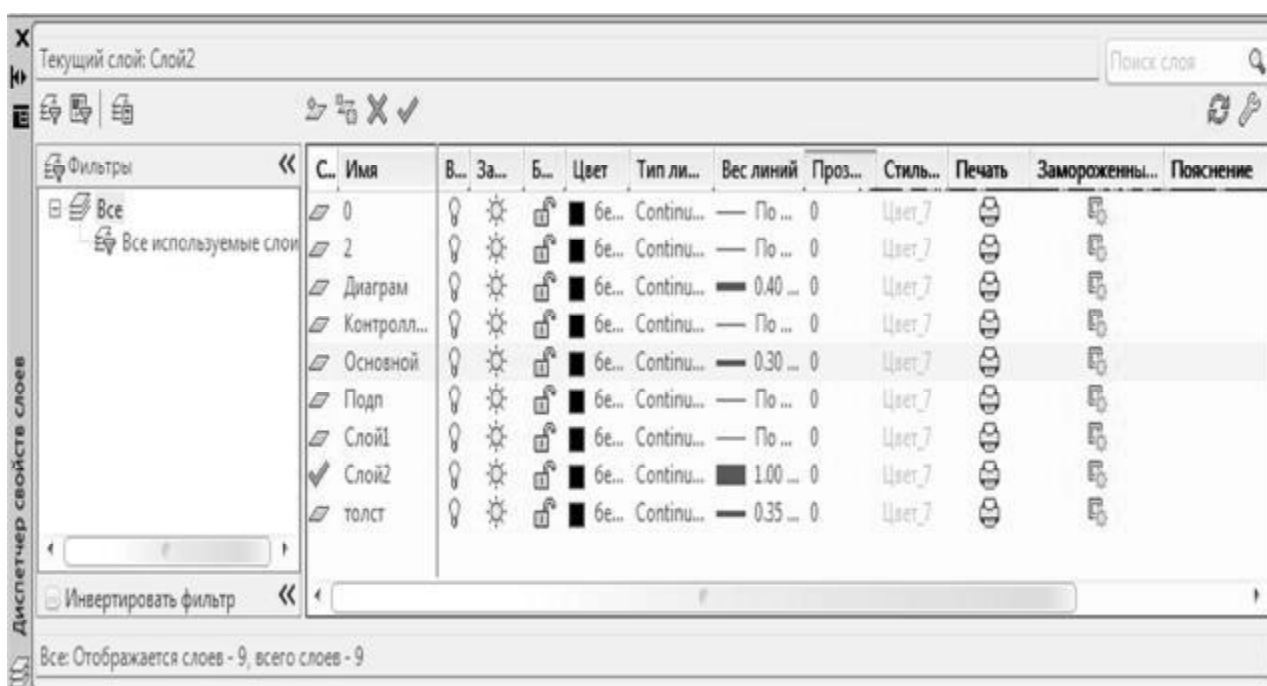 Текущий слой: Слой2
Поиск слоя
Фильтры
Все
Все используемые слои
С... Имя В... За... Б... Цвет Тип ли... Вес линий Проз... Стиль... Печать Замороженны... Пояснение
0 бе... Continu... По ... 0 Цвет_7
2 бе... Continu... По ... 0 Цвет_7
Диаграм бе... Continu... 0.40 ... 0 Цвет_7
Контролл... бе... Continu... По ... 0 Цвет_7
Основной бе... Continu... 0.30 ... 0 Цвет_7
Подп бе... Continu... По ... 0 Цвет_7
Слой1 бе... Continu... По ... 0 Цвет_7
Слой2 бе... Continu... 1.00 ... 0 Цвет_7
толст бе... Continu... 0.35 ... 0 Цвет_7
Инвертировать фильтр
Все: Отображается слоев - 9, всего слоев - 9
Диспетчер свойств слоев